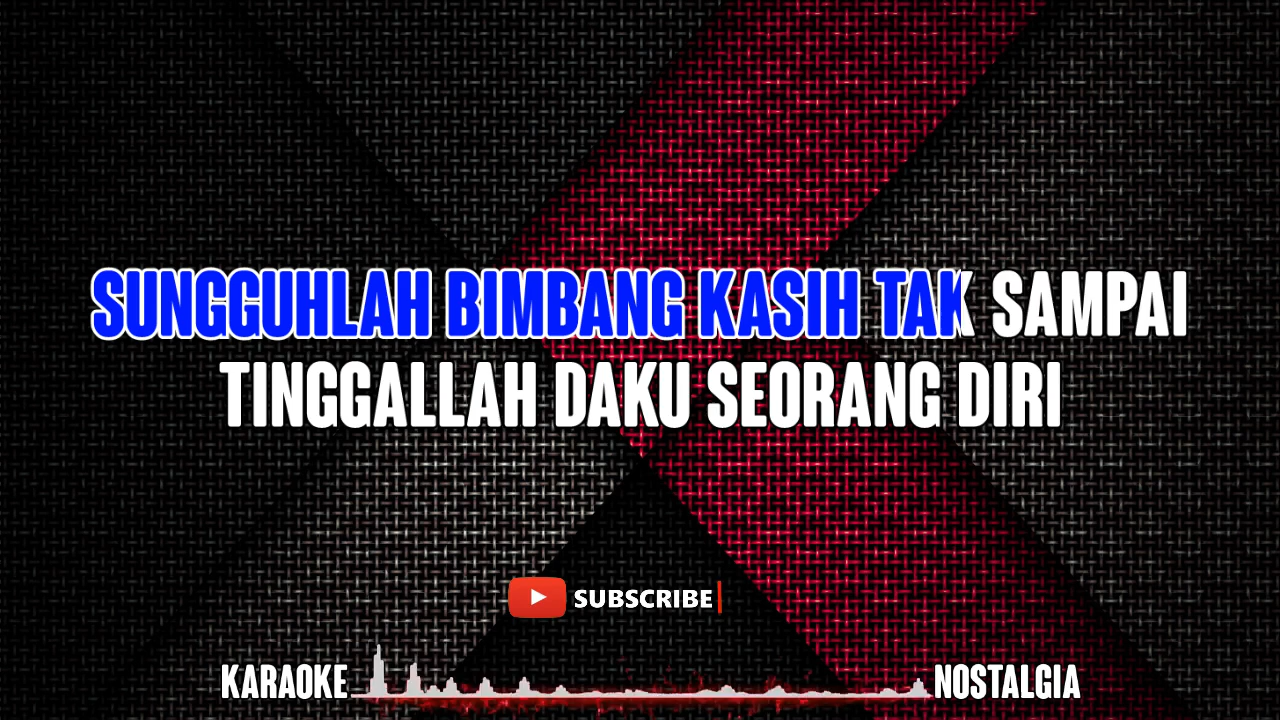 SUNGGUHLAH BIMBANG KASIH TAK SAMPAI
TINGGALLAH DAKU SEORANG DIRI
SUBSCRIBE
KARAOKE NOSTALGIA